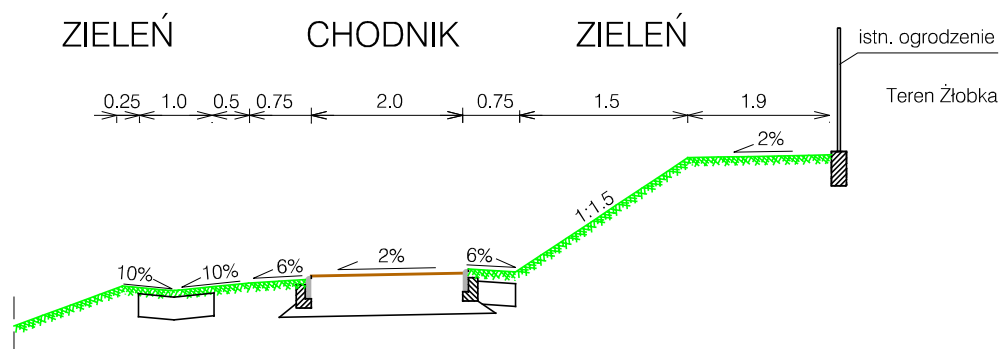 ZIELEŃ CHODNIK ZIELEŃ
istn. ogrodzenie
Teren Żłobka
0.25 1.0 0.5 0.75 2.0 0.75 1.5 1.9
2%
1:1.5
10% 10% 6% 2% 6%